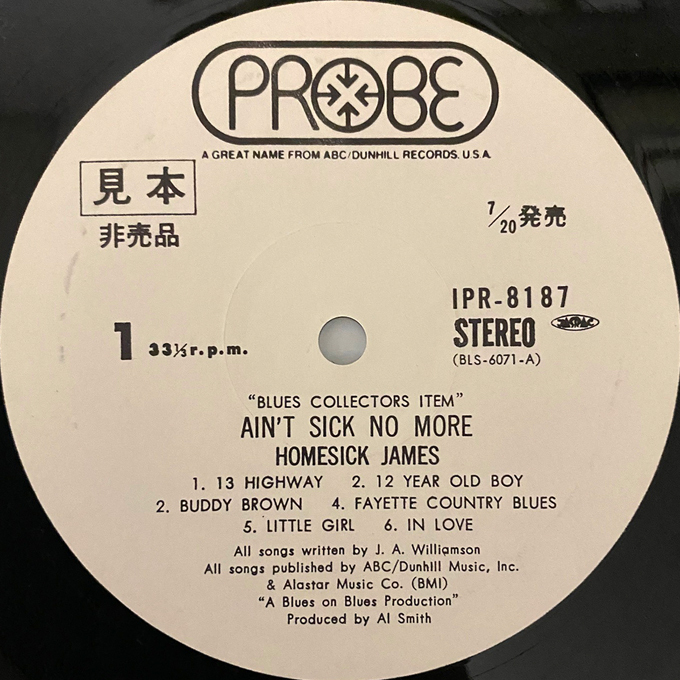 PROBE
A GREAT NAME FROM ABC/DUNHILL RECORDS. U.S.A.
見本
非売品
7/20発売
IPR-8187
1 33⅓r.p.m.
STEREO JASRAC
(BLS-6071-A)
"BLUES COLLECTORS ITEM"
AIN'T SICK NO MORE
HOMESICK JAMES
1. 13 HIGHWAY 2. 12 YEAR OLD BOY
2. BUDDY BROWN 4. FAYETTE COUNTRY BLUES
5. LITTLE GIRL 6. IN LOVE
All songs written by J. A. Williamson
All songs published by ABC/Dunhill Music, Inc.
& Alastar Music Co. (BMI)
"A Blues on Blues Production"
Produced by Al Smith